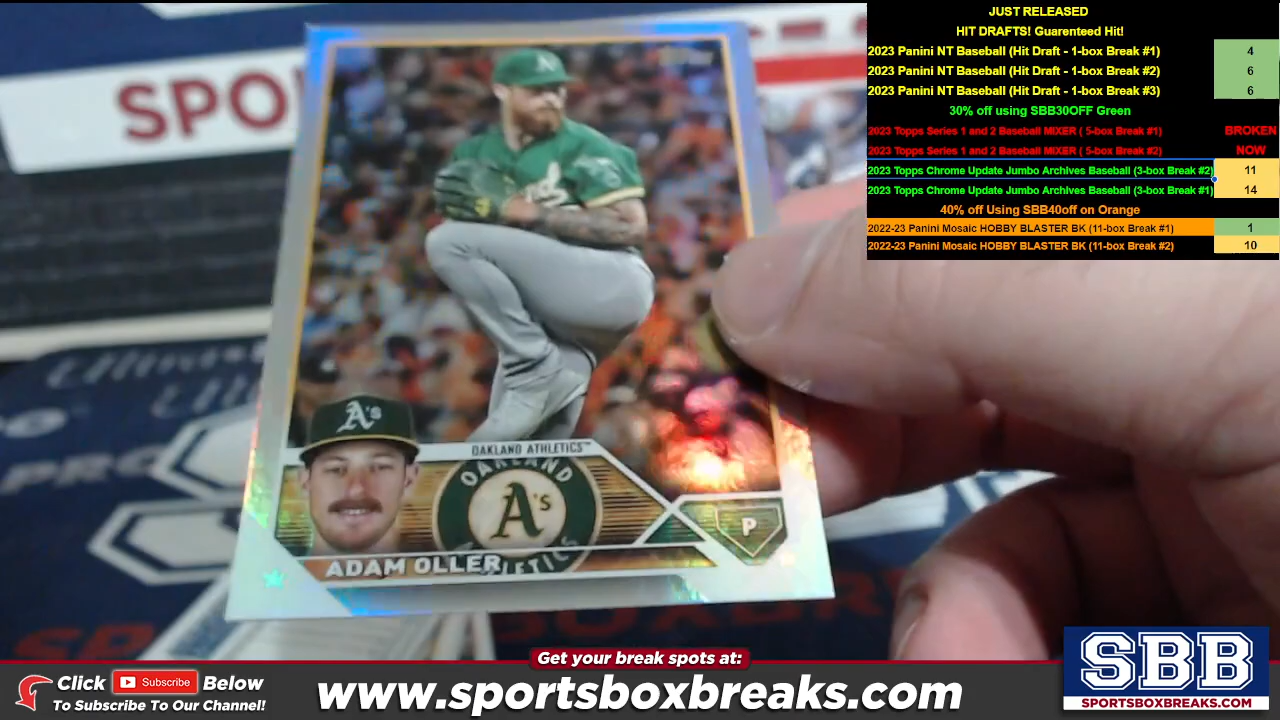 JUST RELEASED
HIT DRAFTS! Guarenteed Hit!
2023 Panini NT Baseball (Hit Draft - 1-box Break #1) 4
2023 Panini NT Baseball (Hit Draft - 1-box Break #2) 6
2023 Panini NT Baseball (Hit Draft - 1-box Break #3) 6
30% off using SBB30OFF Green
2023 Topps Series 1 and 2 Baseball MIXER ( 5-box Break #1) BROKEN
2023 Topps Series 1 and 2 Baseball MIXER ( 5-box Break #2) NOW
2023 Topps Chrome Update Jumbo Archives Baseball (3-box Break #2) 11
2023 Topps Chrome Update Jumbo Archives Baseball (3-box Break #1) 14
40% off Using SBB40off on Orange
2022-23 Panini Mosaic HOBBY BLASTER BK (11-box Break #1) 1
2022-23 Panini Mosaic HOBBY BLASTER BK (11-box Break #2) 10
SPO
A's
A's
OAKLAND ATHLETICS™
OAKLAND
A's
ATHLETICS
P
ADAM OLLER
Get your break spots at:
Click Subscribe Below
To Subscribe To Our Channel!
www.sportsboxbreaks.com
SBB
SPORTSBOXBREAKS.COM